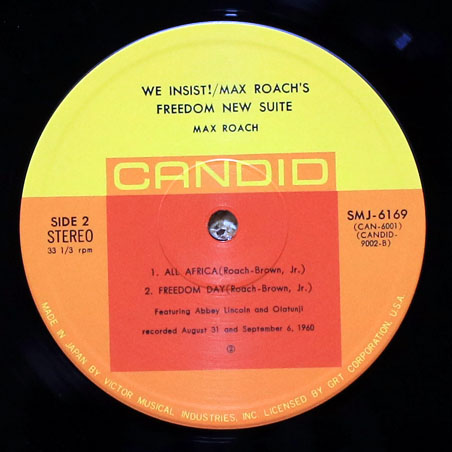 WE INSIST!/MAX ROACH'S
FREEDOM NEW SUITE
MAX ROACH
CANDID
SIDE 2
STEREO
33 1/3 rpm
SMJ-6169
(CAN-6001)
(CANDID-
9002-B)
1. ALL AFRICA(Roach-Brown, Jr.)
2. FREEDOM DAY(Roach-Brown, Jr.)
Featuring Abbey Lincoln and Olatunji
recorded August 31 and September 6, 1960
MADE IN JAPAN BY VICTOR MUSICAL INDUSTRIES, INC LICENSED BY GRT CORPORATION, U.S.A.